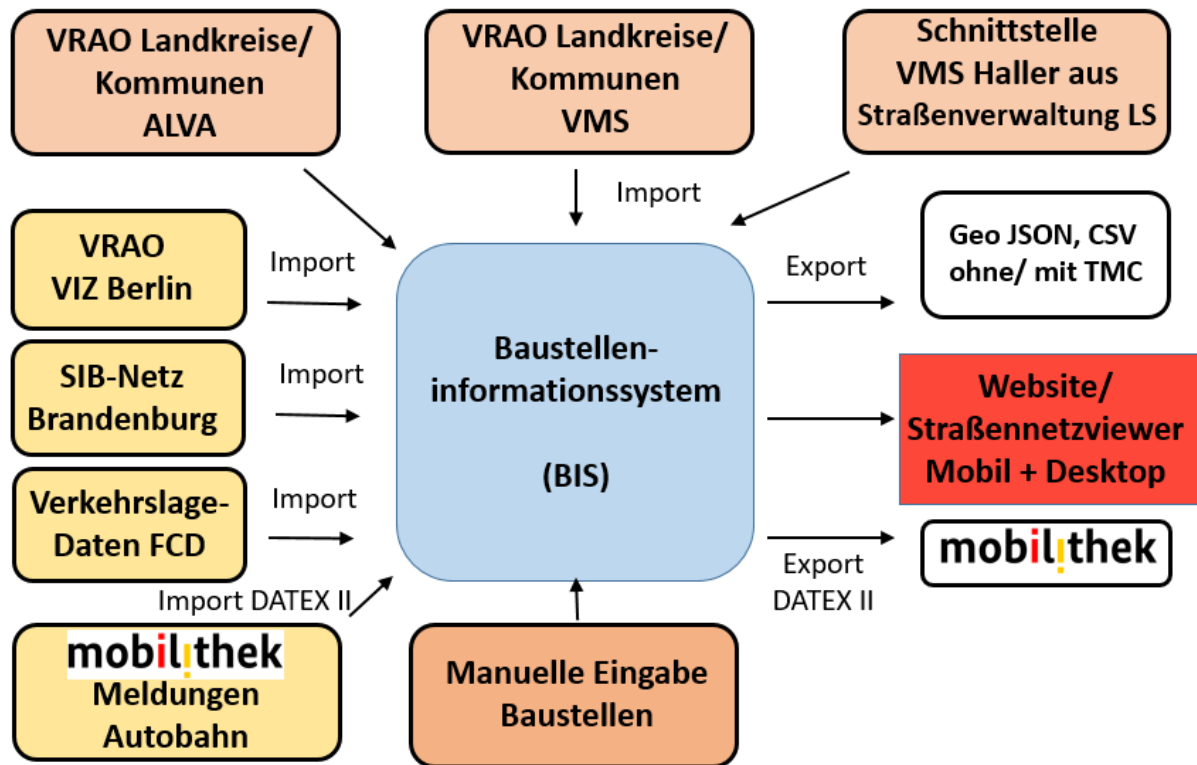 VRAO Landkreise/
Kommunen
ALVA
VRAO Landkreise/
Kommunen
VMS
Schnittstelle
VMS Haller aus
Straßenverwaltung LS
Import
VRAO
VIZ Berlin
Import
SIB-Netz
Brandenburg
Import
Verkehrslage-
Daten FCD
Import
Import DATEX II
mobilithek
Meldungen
Autobahn
Baustellen-
informationssystem
(BIS)
Manuelle Eingabe
Baustellen
Export
Geo JSON, CSV
ohne/ mit TMC
Website/
Straßennetzviewer
Mobil + Desktop
Export
DATEX II
mobilithek